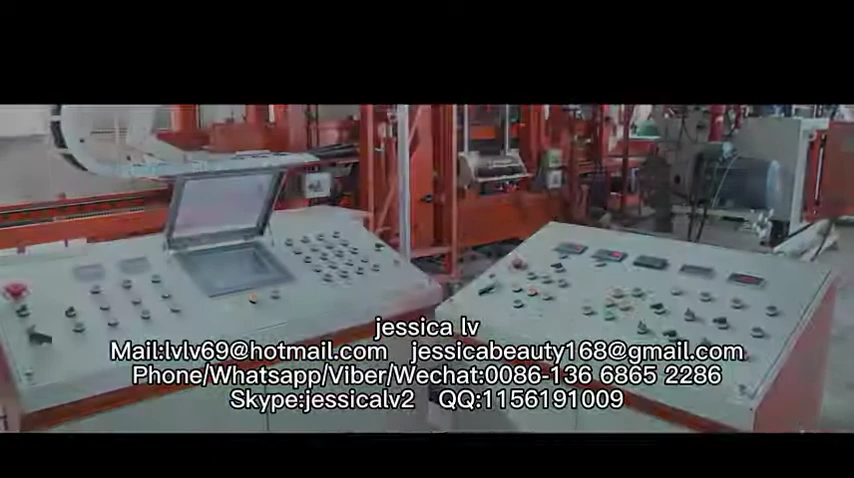 jessica lv
Mail:lvlv69@hotmail.com jessicabeauty168@gmail.com
Phone/Whatsapp/Viber/Wechat:0086-136 6865 2286
Skype:jessicalv2 QQ:1156191009